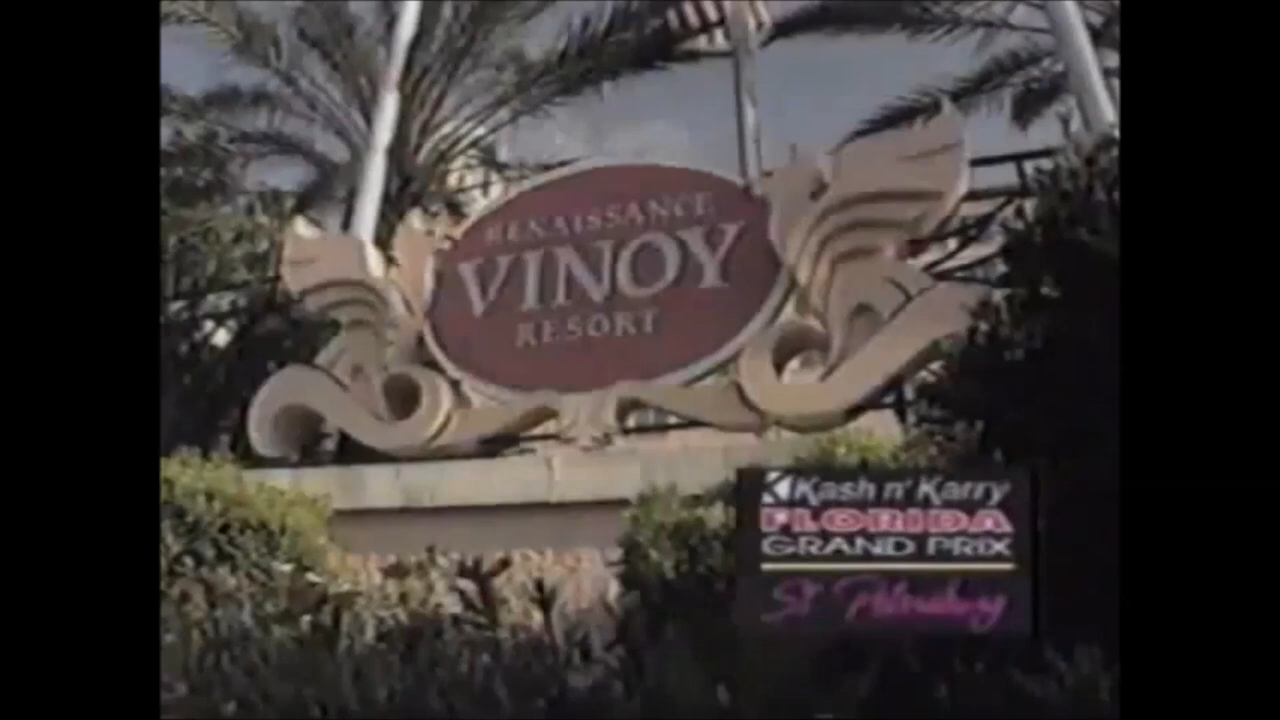 RENAISSANCE
VINOY
RESORT
Kash n' Karry
FLORIDA
GRAND PRIX
St Petersburg